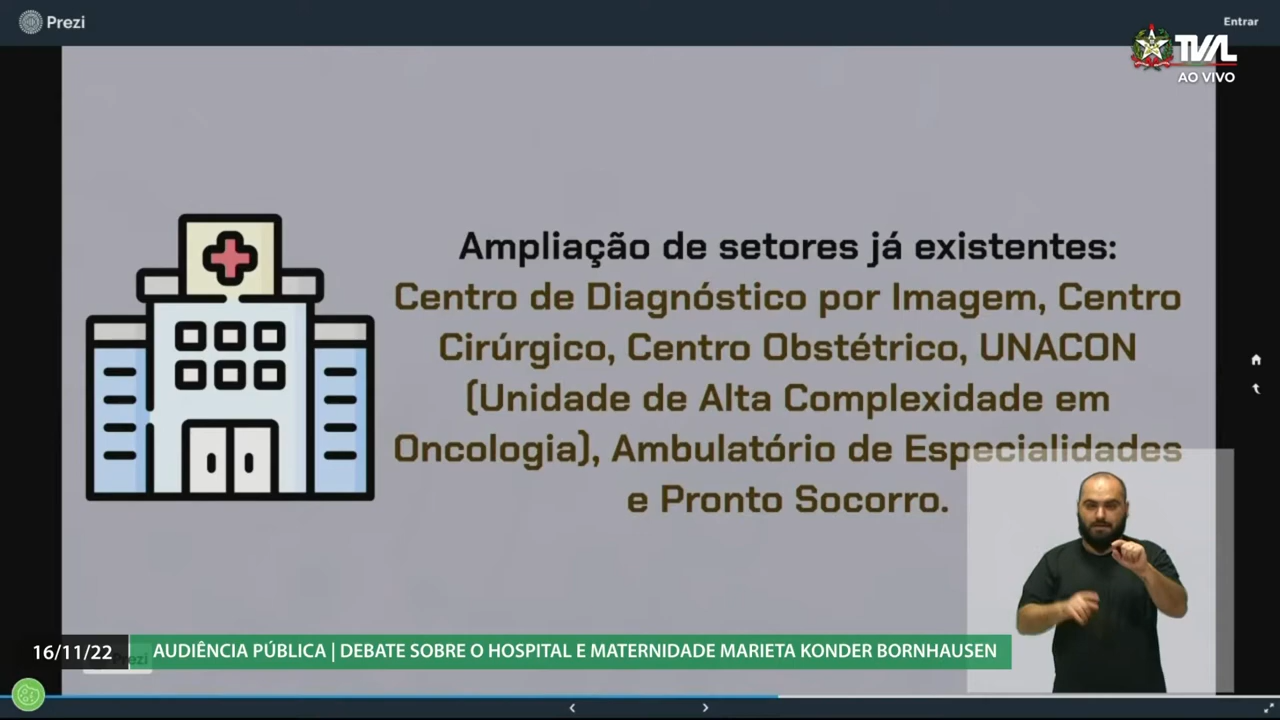 Prezi
Entrar
TVAL
AO VIVO
Ampliação de setores já existentes:
Centro de Diagnóstico por Imagem, Centro
Cirúrgico, Centro Obstétrico, UNACON
(Unidade de Alta Complexidade em
Oncologia), Ambulatório de Especialidades
e Pronto Socorro.
16/11/22
Prezi
AUDIÊNCIA PÚBLICA | DEBATE SOBRE O HOSPITAL E MATERNIDADE MARIETA KONDER BORNHAUSEN